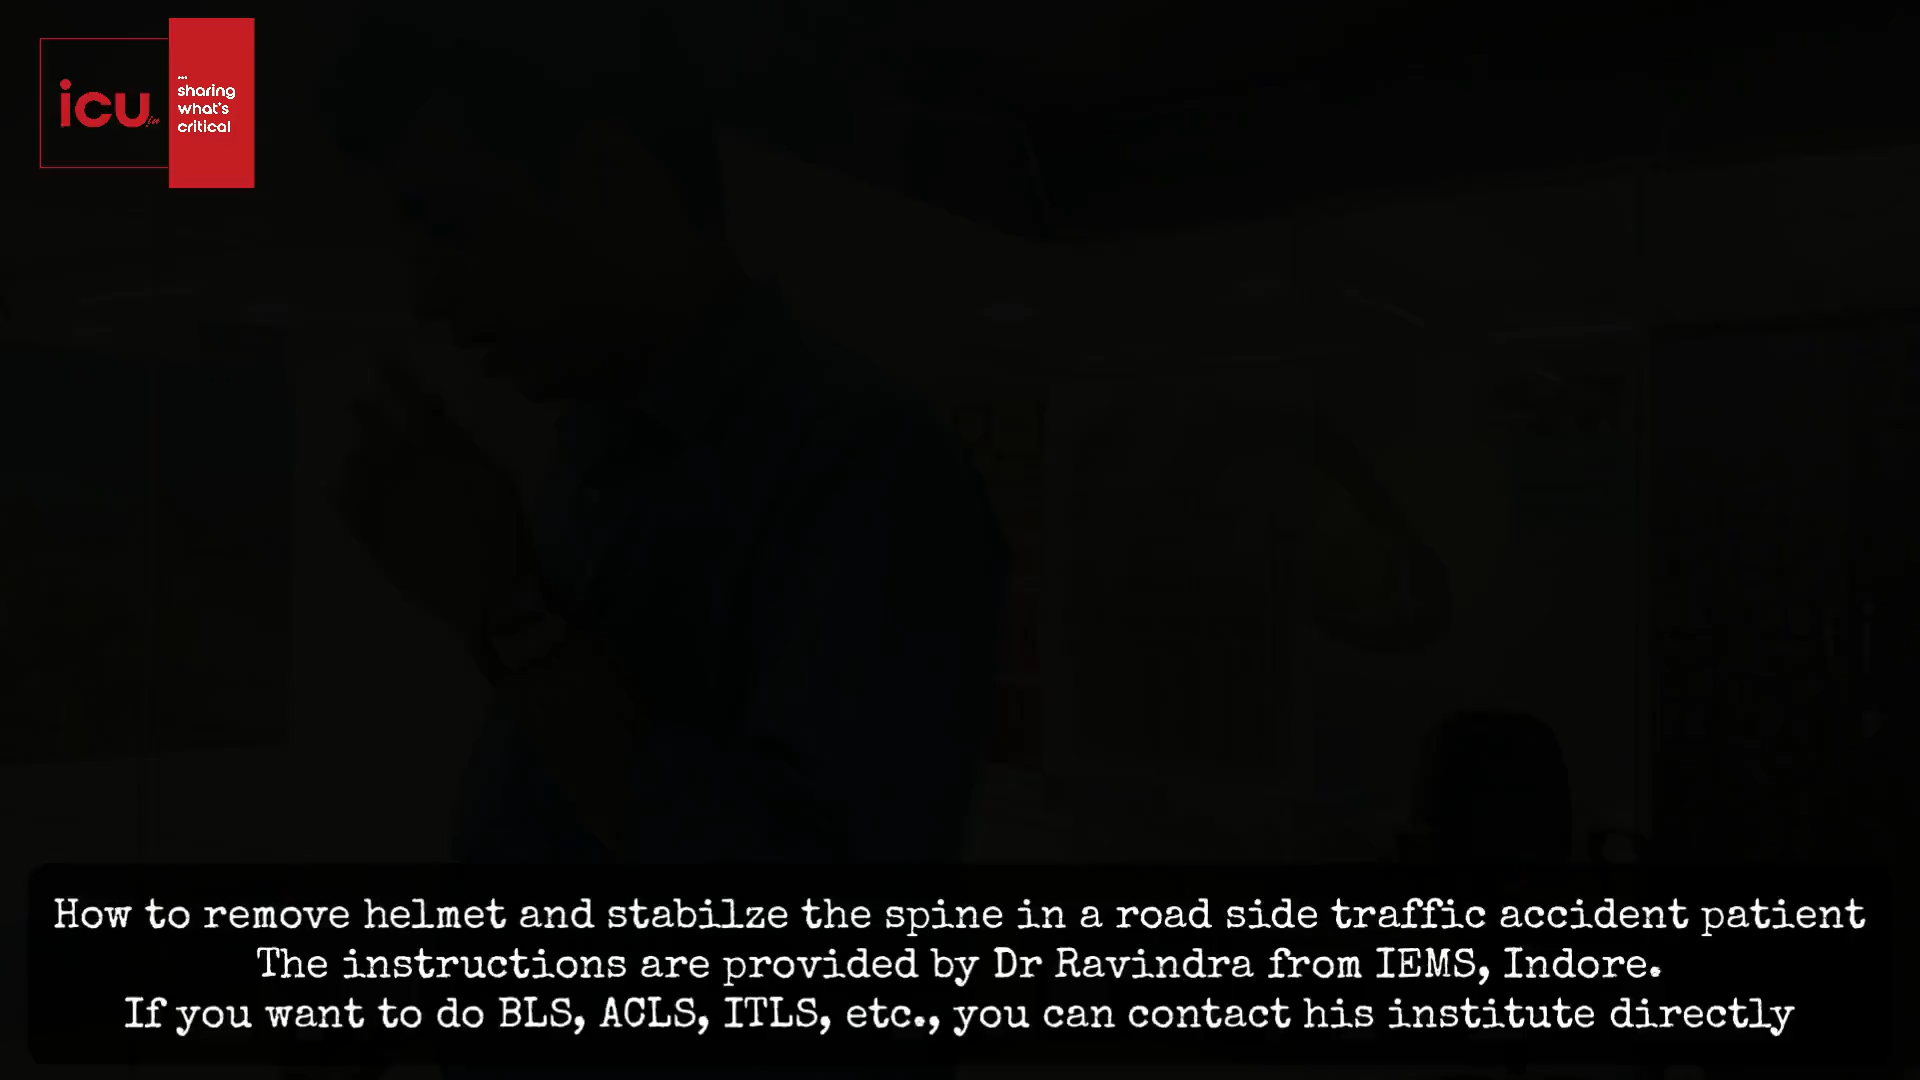 icu.in
...
sharing
what's
critical
How to remove helmet and stabilze the spine in a road side traffic accident patient
The instructions are provided by Dr Ravindra from IEMS, Indore.
If you want to do BLS, ACLS, ITLS, etc., you can contact his institute directly